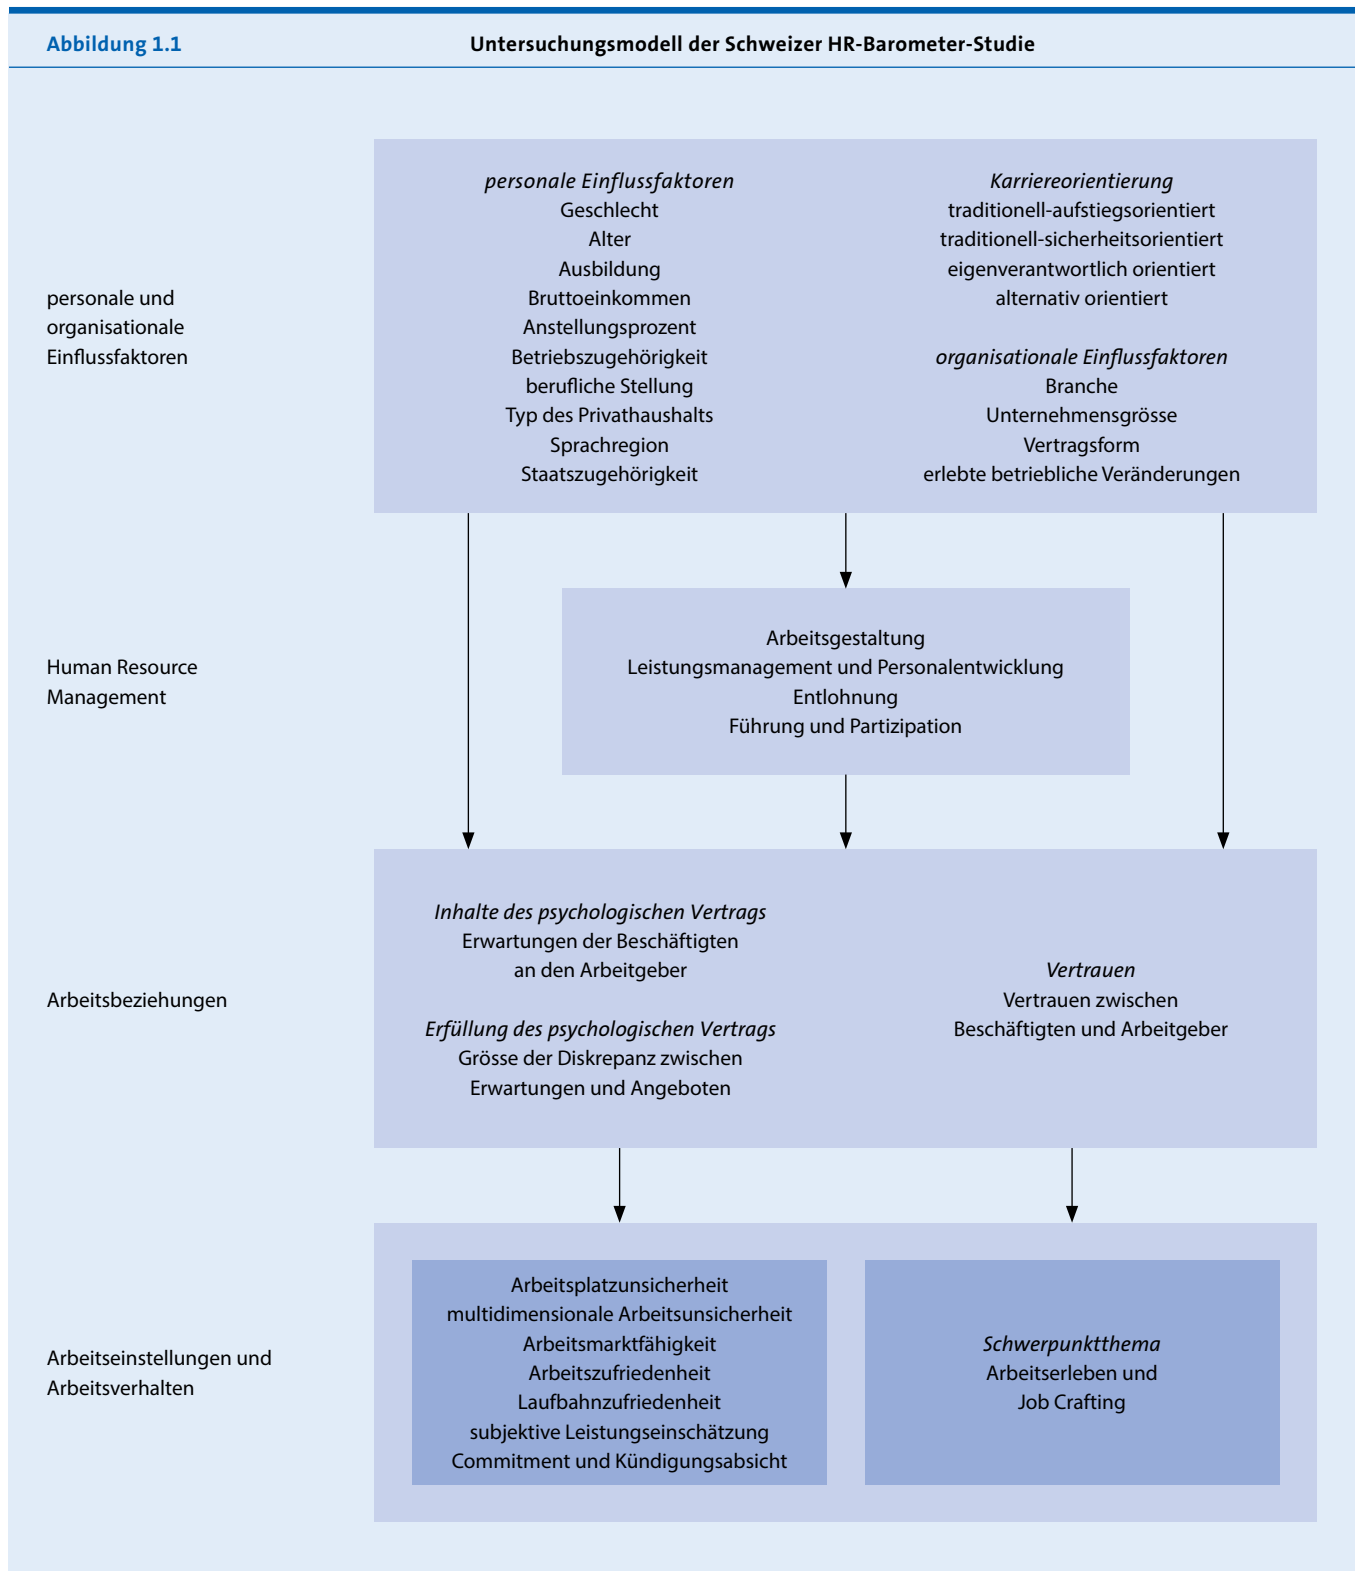 Abbildung 1.1
Untersuchungsmodell der Schweizer HR-Barometer-Studie
personale und
organisationale
Einflussfaktoren
personale Einflussfaktoren
Geschlecht
Alter
Ausbildung
Bruttoeinkommen
Anstellungsprozent
Betriebszugehörigkeit
berufliche Stellung
Typ des Privathaushalts
Sprachregion
Staatszugehörigkeit
Karriereorientierung
traditionell-aufstiegsorientiert
traditionell-sicherheitsorientiert
eigenverantwortlich orientiert
alternativ orientiert
organisationale Einflussfaktoren
Branche
Unternehmensgrösse
Vertragsform
erlebte betriebliche Veränderungen
Human Resource
Management
Arbeitsgestaltung
Leistungsmanagement und Personalentwicklung
Entlohnung
Führung und Partizipation
Arbeitsbeziehungen
Inhalte des psychologischen Vertrags
Erwartungen der Beschäftigten
an den Arbeitgeber
Erfüllung des psychologischen Vertrags
Grösse der Diskrepanz zwischen
Erwartungen und Angeboten
Vertrauen
Vertrauen zwischen
Beschäftigten und Arbeitgeber
Arbeitseinstellungen und
Arbeitsverhalten
Arbeitsplatzunsicherheit
multidimensionale Arbeitsunsicherheit
Arbeitsmarktfähigkeit
Arbeitszufriedenheit
Laufbahnzufriedenheit
subjektive Leistungseinschätzung
Commitment und Kündigungsabsicht
Schwerpunktthema
Arbeitserleben und
Job Crafting